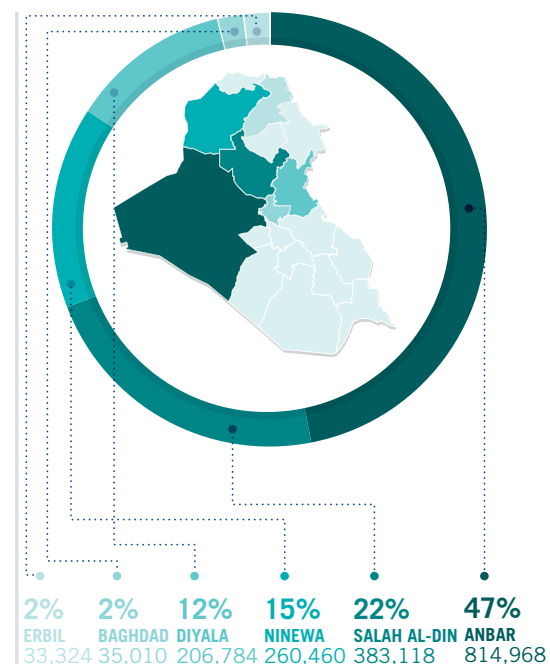 2% 2% 12% 15% 22% 47%
ERBIL BAGHDAD DIYALA NINEWA SALAH AL-DIN ANBAR
33,324 35,010 206,784 260,460 383,118 814,968